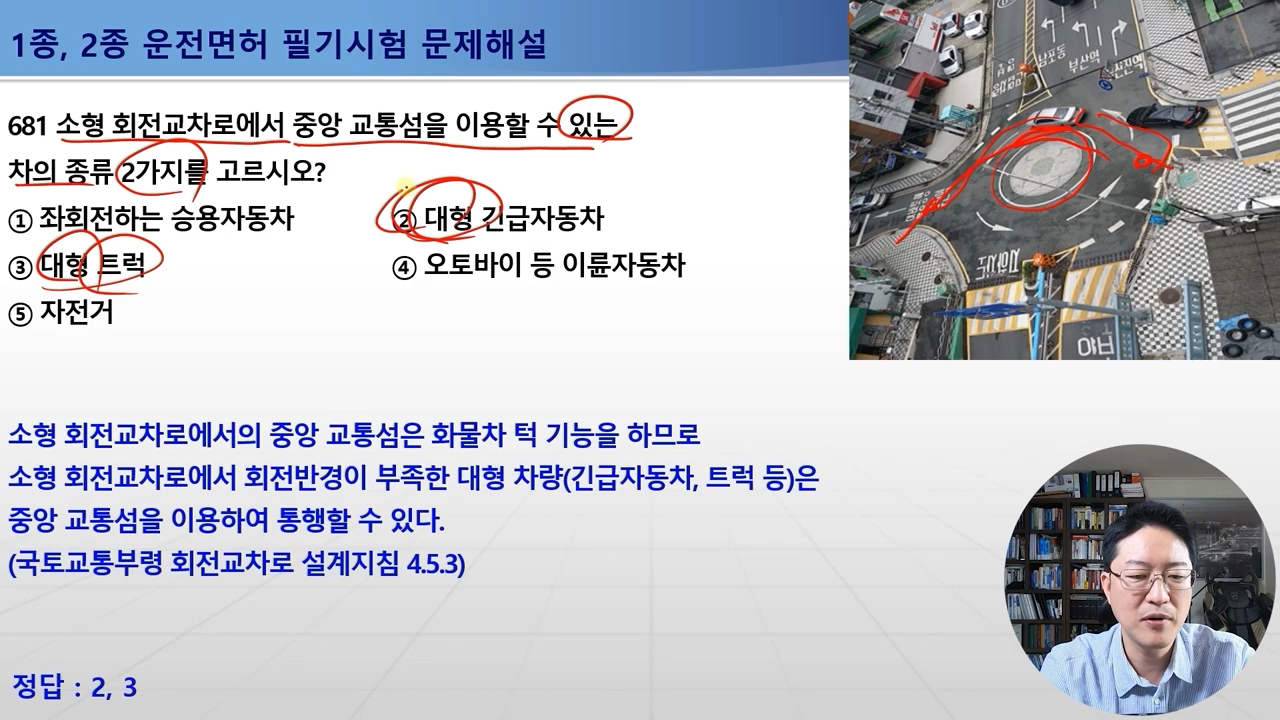 1종, 2종 운전면허 필기시험 문제해설
681 소형 회전교차로에서 중앙 교통섬을 이용할 수 있는
차의 종류 2가지를 고르시오?
① 좌회전하는 승용자동차
② 대형 긴급자동차
③ 대형 트럭
④ 오토바이 등 이륜자동차
⑤ 자전거
소형 회전교차로에서의 중앙 교통섬은 화물차 턱 기능을 하므로
소형 회전교차로에서 회전반경이 부족한 대형 차량(긴급자동차, 트럭 등)은
중앙 교통섬을 이용하여 통행할 수 있다.
(국토교통부령 회전교차로 설계지침 4.5.3)
정답 : 2, 3
남포동
부산역